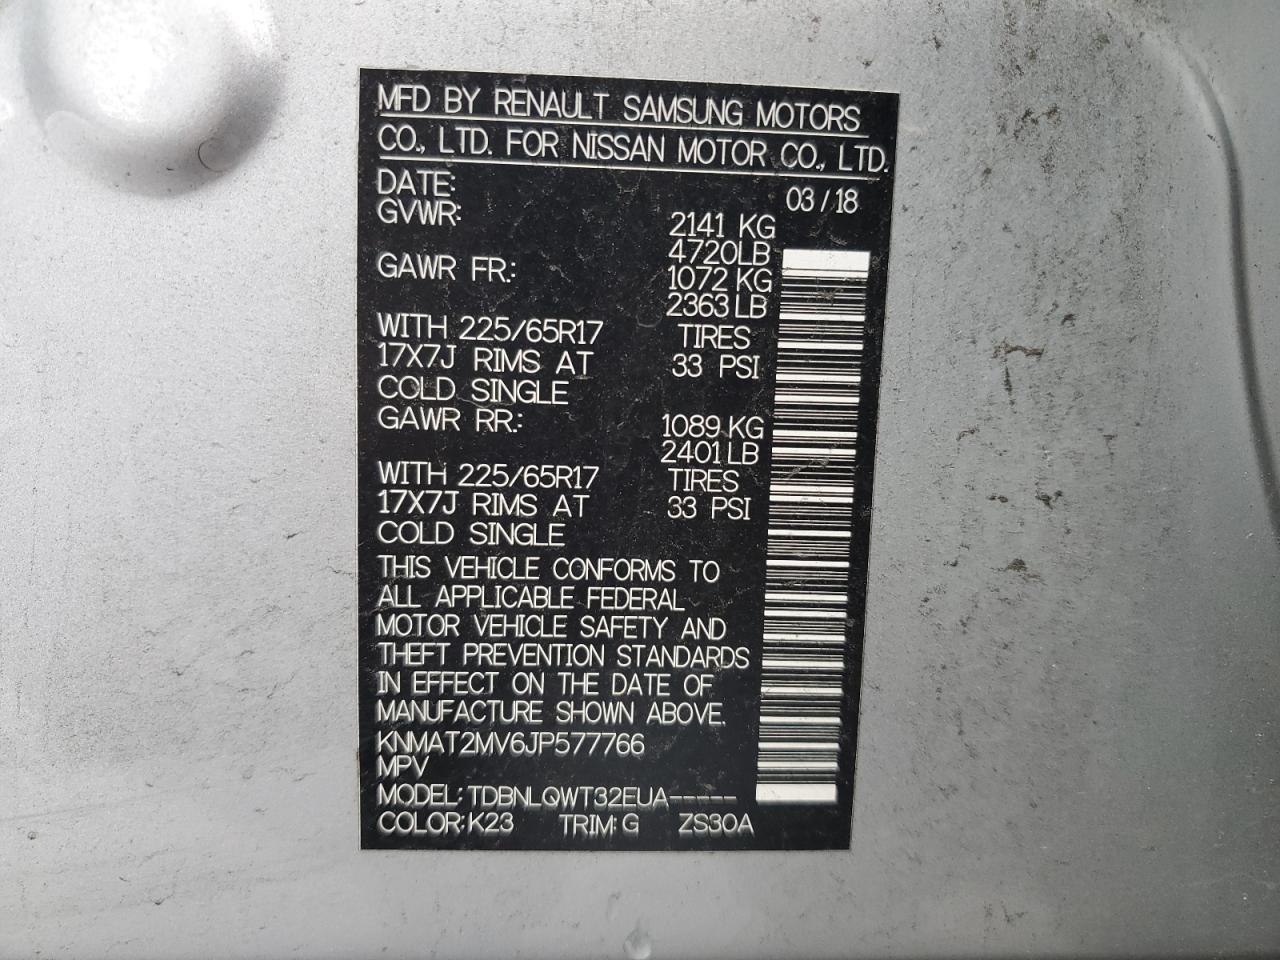 MFD BY RENAULT SAMSUNG MOTORS
CO., LTD. FOR NISSAN MOTOR CO., LTD.
DATE: 03/18
GVWR: 2141 KG
4720LB
GAWR FR.: 1072 KG
2363 LB
WITH 225/65R17 TIRES
17X7J RIMS AT 33 PSI
COLD SINGLE
GAWR RR.: 1089 KG
2401 LB
WITH 225/65R17 TIRES
17X7J RIMS AT 33 PSI
COLD SINGLE
THIS VEHICLE CONFORMS TO
ALL APPLICABLE FEDERAL
MOTOR VEHICLE SAFETY AND
THEFT PREVENTION STANDARDS
IN EFFECT ON THE DATE OF
MANUFACTURE SHOWN ABOVE.
KNMAT2MV6JP577766
MPV
MODEL: TDBNLQWT32EUA-----
COLOR: K23 TRIM: G ZS30A